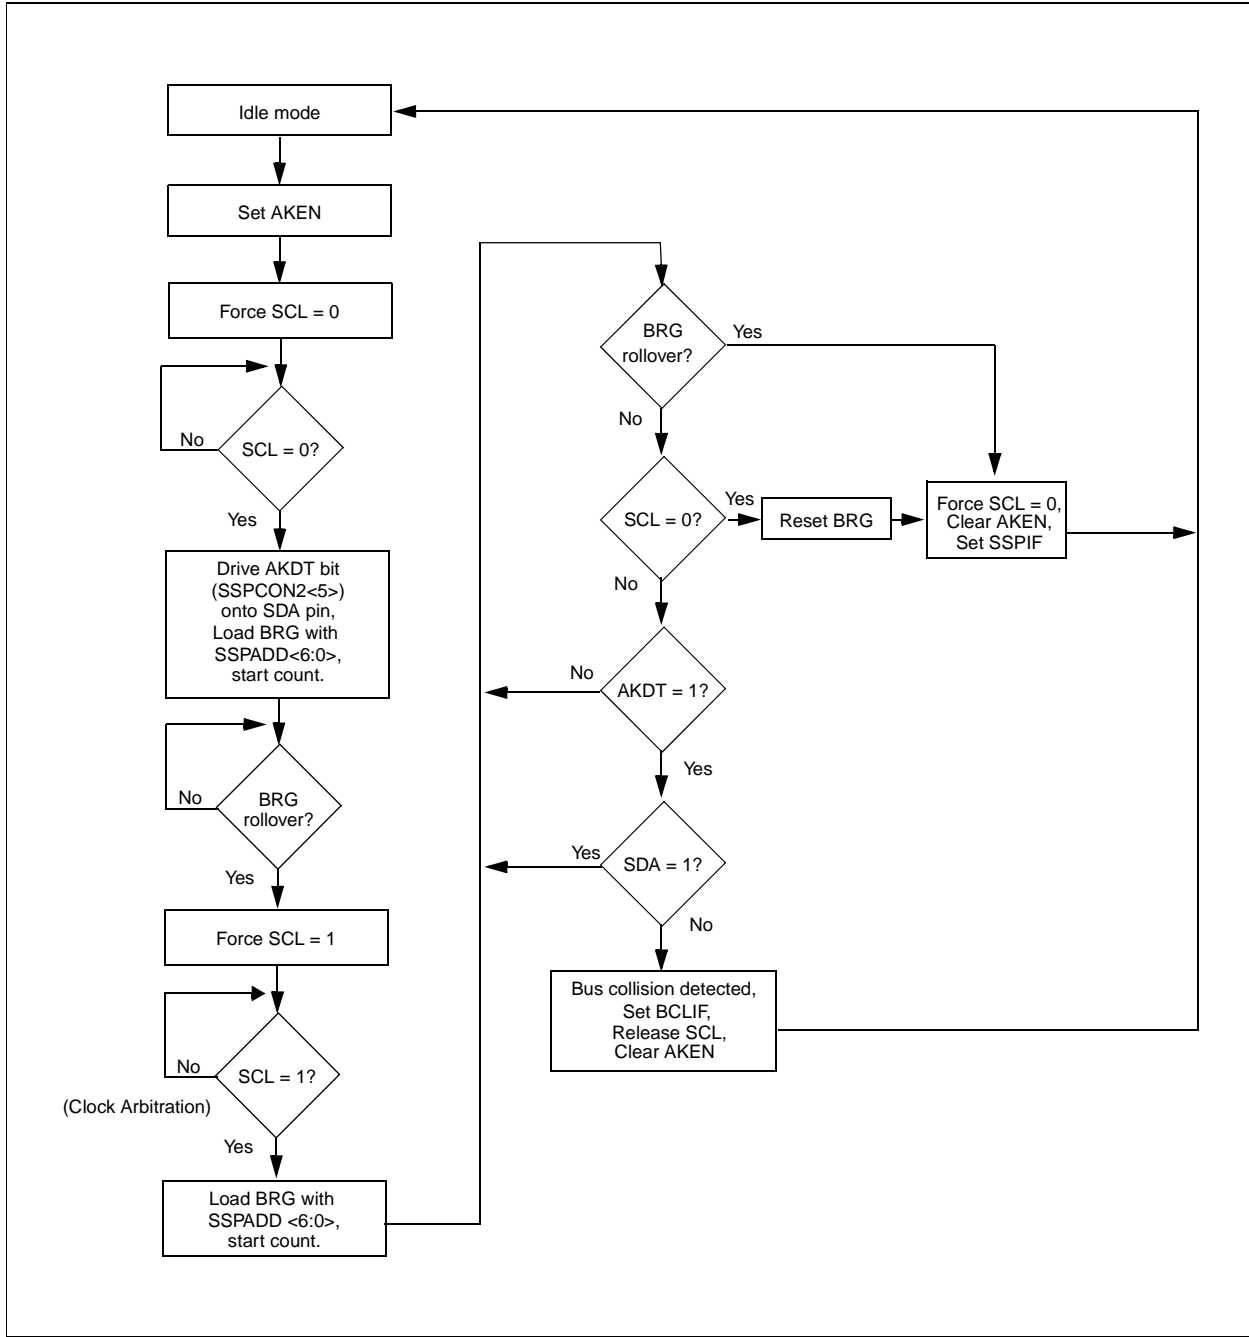 Idle mode
Set AKEN
Force SCL = 0
No
SCL = 0?
Yes
Drive AKDT bit
(SSPCON2<5>)
onto SDA pin,
Load BRG with
SSPADD<6:0>,
start count.
No
BRG
rollover?
Yes
Force SCL = 1
No
SCL = 1?
(Clock Arbitration)
Yes
Load BRG with
SSPADD <6:0>,
start count.
BRG
rollover?
Yes
No
SCL = 0?
Yes
Reset BRG
Force SCL = 0,
Clear AKEN,
Set SSPIF
No
AKDT = 1?
No
Yes
SDA = 1?
Yes
No
Bus collision detected,
Set BCLIF,
Release SCL,
Clear AKEN